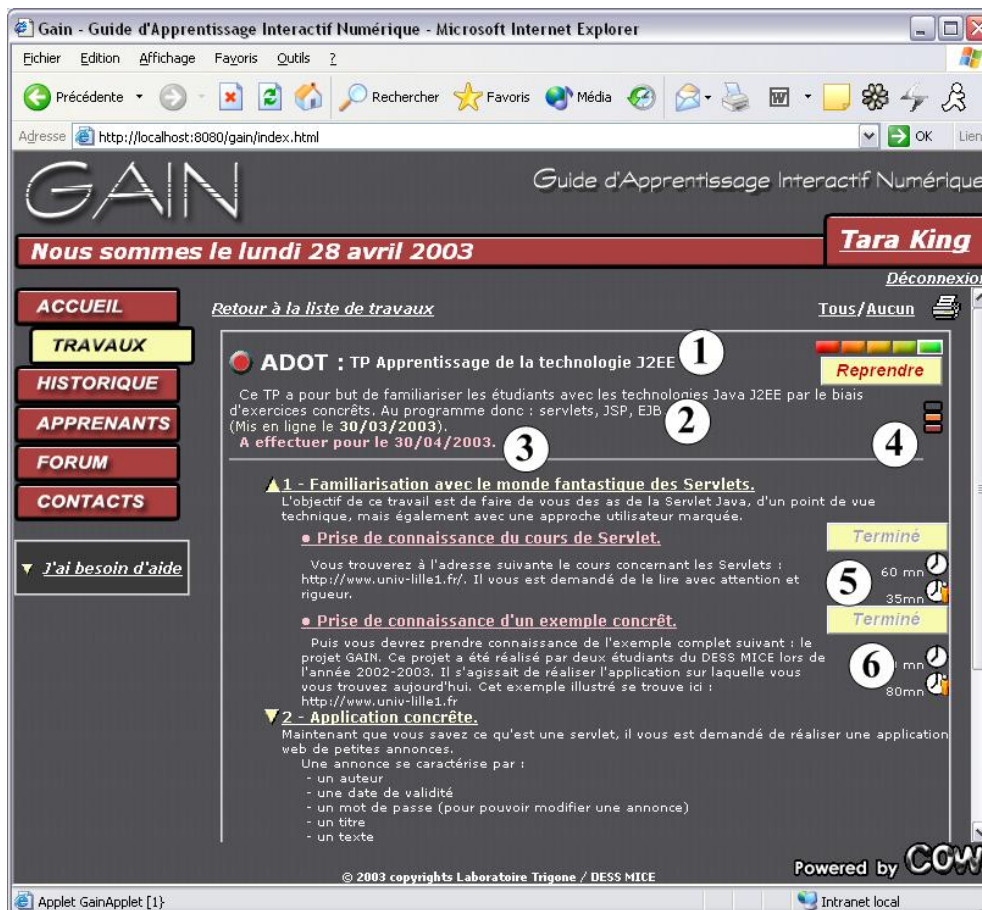 Gain - Guide d'Apprentissage Interactif Numérique - Microsoft Internet Explorer
Fichier Edition Affichage Favoris Outils ?
Précédente Rechercher Favoris Média
Adresse http://localhost:8080/gain/index.html OK Lien
GAIN Guide d'Apprentissage Interactif Numérique
Nous sommes le lundi 28 avril 2003 Tara King
Déconnexion
ACCUEIL
TRAVAUX
HISTORIQUE
APPRENANTS
FORUM
CONTACTS
J'ai besoin d'aide
Retour à la liste de travaux Tous/Aucun
ADOT : TP Apprentissage de la technologie J2EE 1
Reprendre
Ce TP a pour but de familiariser les étudiants avec les technologies Java J2EE par le biais
d'exercices concrêts. Au programme donc : servlets, JSP, EJB 2
(Mis en ligne le 30/03/2003).
A effectuer pour le 30/04/2003. 3
4
1 - Familiarisation avec le monde fantastique des Servlets.
L'objectif de ce travail est de faire de vous des as de la Servlet Java, d'un point de vue
technique, mais également avec une approche utilisateur marquée.
• Prise de connaissance du cours de Servlet. Terminé
Vous trouverez à l'adresse suivante le cours concernant les Servlets :
http://www.univ-lille1.fr/. Il vous est demandé de le lire avec attention et
rigueur.
5 60 mn
35mn
• Prise de connaissance d'un exemple concrêt. Terminé
Puis vous devrez prendre connaissance de l'exemple complet suivant : le
projet GAIN. Ce projet a été réalisé par deux étudiants du DESS MICE lors de
l'année 2002-2003. Il s'agissait de réaliser l'application sur laquelle vous
vous trouvez aujourd'hui. Cet exemple illustré se trouve ici :
http://www.univ-lille1.fr
6 mn
80mn
2 - Application concrête.
Maintenant que vous savez ce qu'est une servlet, il vous est demandé de réaliser une application
web de petites annonces.
Une annonce se caractérise par :
- un auteur
- une date de validité
- un mot de passe (pour pouvoir modifier une annonce)
- un titre
- un texte
Powered by COW
© 2003 copyrights Laboratoire Trigone / DESS MICE
Applet GainApplet [1} Intranet local